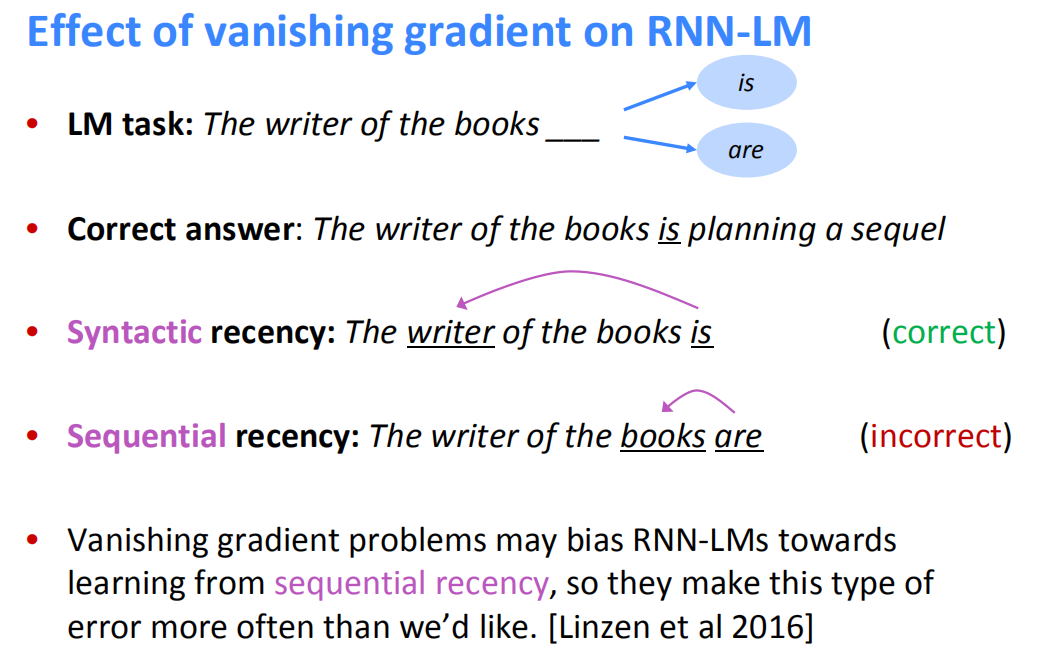 Effect of vanishing gradient on RNN-LM
is
• LM task: The writer of the books ___
are
• Correct answer: The writer of the books is planning a sequel
• Syntactic recency: The writer of the books is (correct)
• Sequential recency: The writer of the books are (incorrect)
• Vanishing gradient problems may bias RNN-LMs towards
learning from sequential recency, so they make this type of
error more often than we’d like. [Linzen et al 2016]